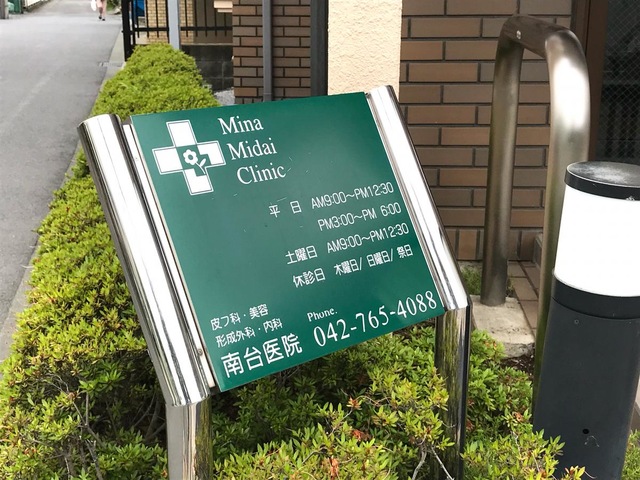 Mina
Midai
Clinic
平 日 AM9:00～PM12:30
PM3:00～PM 6:00
土曜日 AM9:00～PM12:30
休診日 木曜日/日曜日/祭日
皮フ科・美容
形成外科・内科
南台医院 Phone. 042-765-4088